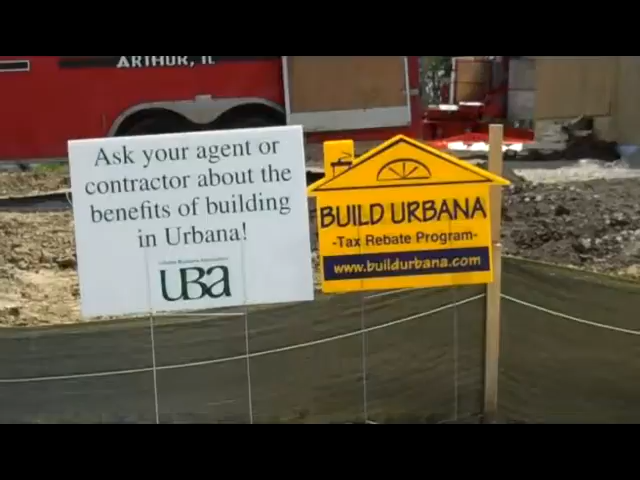 ARTHUR, IL
Ask your agent or
contractor about the
benefits of building
in Urbana!
UBA
BUILD URBANA
-Tax Rebate Program-
www.buildurbana.com